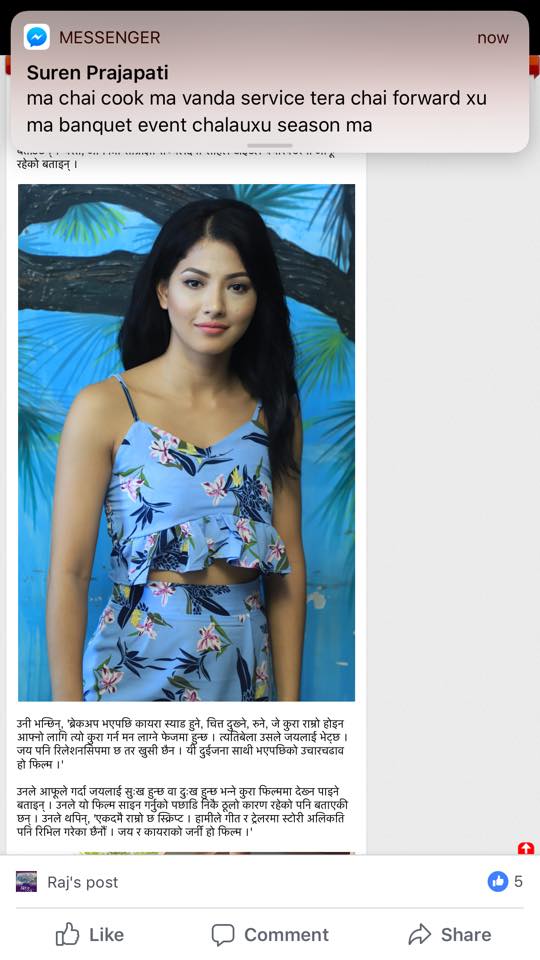 MESSENGER
now
Suren Prajapati
ma chai cook ma vanda service tera chai forward xu
ma banquet event chalauxu season ma
रहेको बताइन् ।
उनी भन्छिन्, 'ब्रेकअप भएपछि कायरा स्याड हुने, चित्त दुख्ने, रुने, जे कुरा राम्रो होइन
आफ्नो लागि त्यो कुरा गर्न मन लाग्ने फेजमा हुन्छ । त्यतिबेला उसले जयलाई भेट्छ ।
जय पनि रिलेशनसिपमा छ तर खुसी छैन । यी दुईजना साथी भएपछिको उचारचढाव
हो फिल्म ।'
उनले आफूले गर्दा जयलाई सुःख हुन्छ वा दुःख हुन्छ भन्ने कुरा फिल्ममा देख्न पाइने
बताइन् । उनले यो फिल्म साइन गर्नुको पछाडि निकै ठूलो कारण रहेको पनि बताएकी
छन् । उनले थपिन्, 'एकदमै राम्रो छ स्क्रिप्ट । हामीले गीत र ट्रेलरमा स्टोरी अलिकति
पनि रिभिल गरेका छैनौं । जय र कायराको जर्नी हो फिल्म ।'
Raj's post
5
Like
Comment
Share